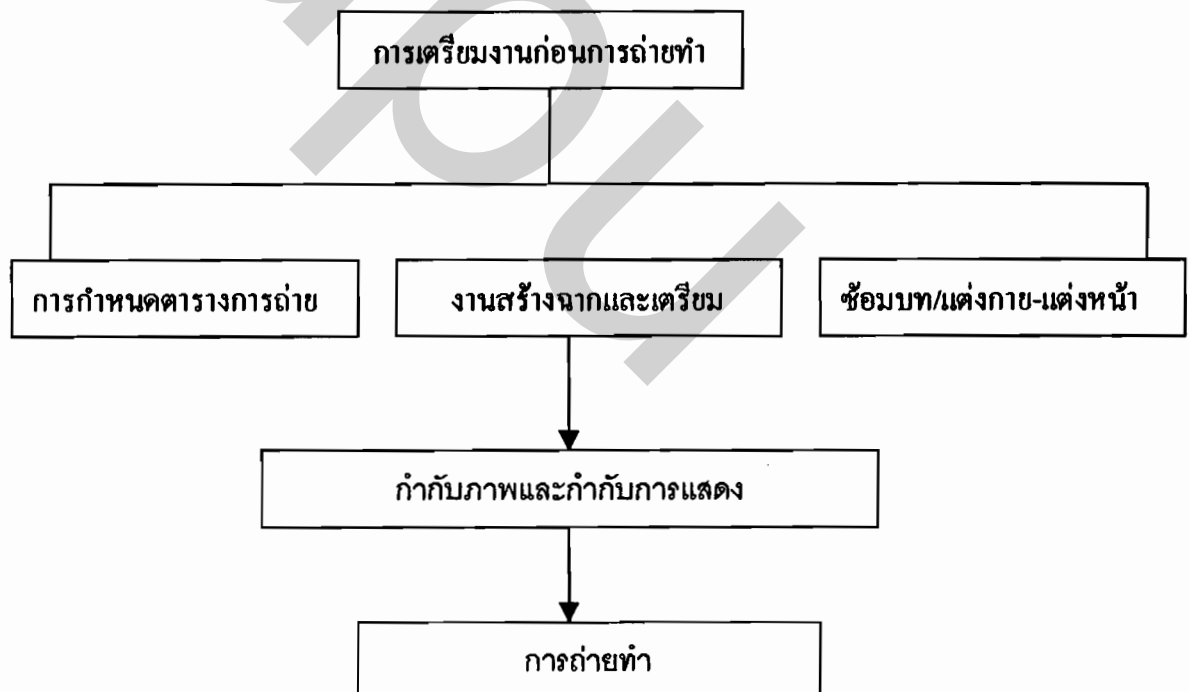 การเตรียมงานก่อนการถ่ายทำ
การกำหนดตารางการถ่าย
งานสร้างฉากและเตรียม
ซ้อมบท/แต่งกาย-แต่งหน้า
กำกับภาพและกำกับการแสดง
การถ่ายทำ